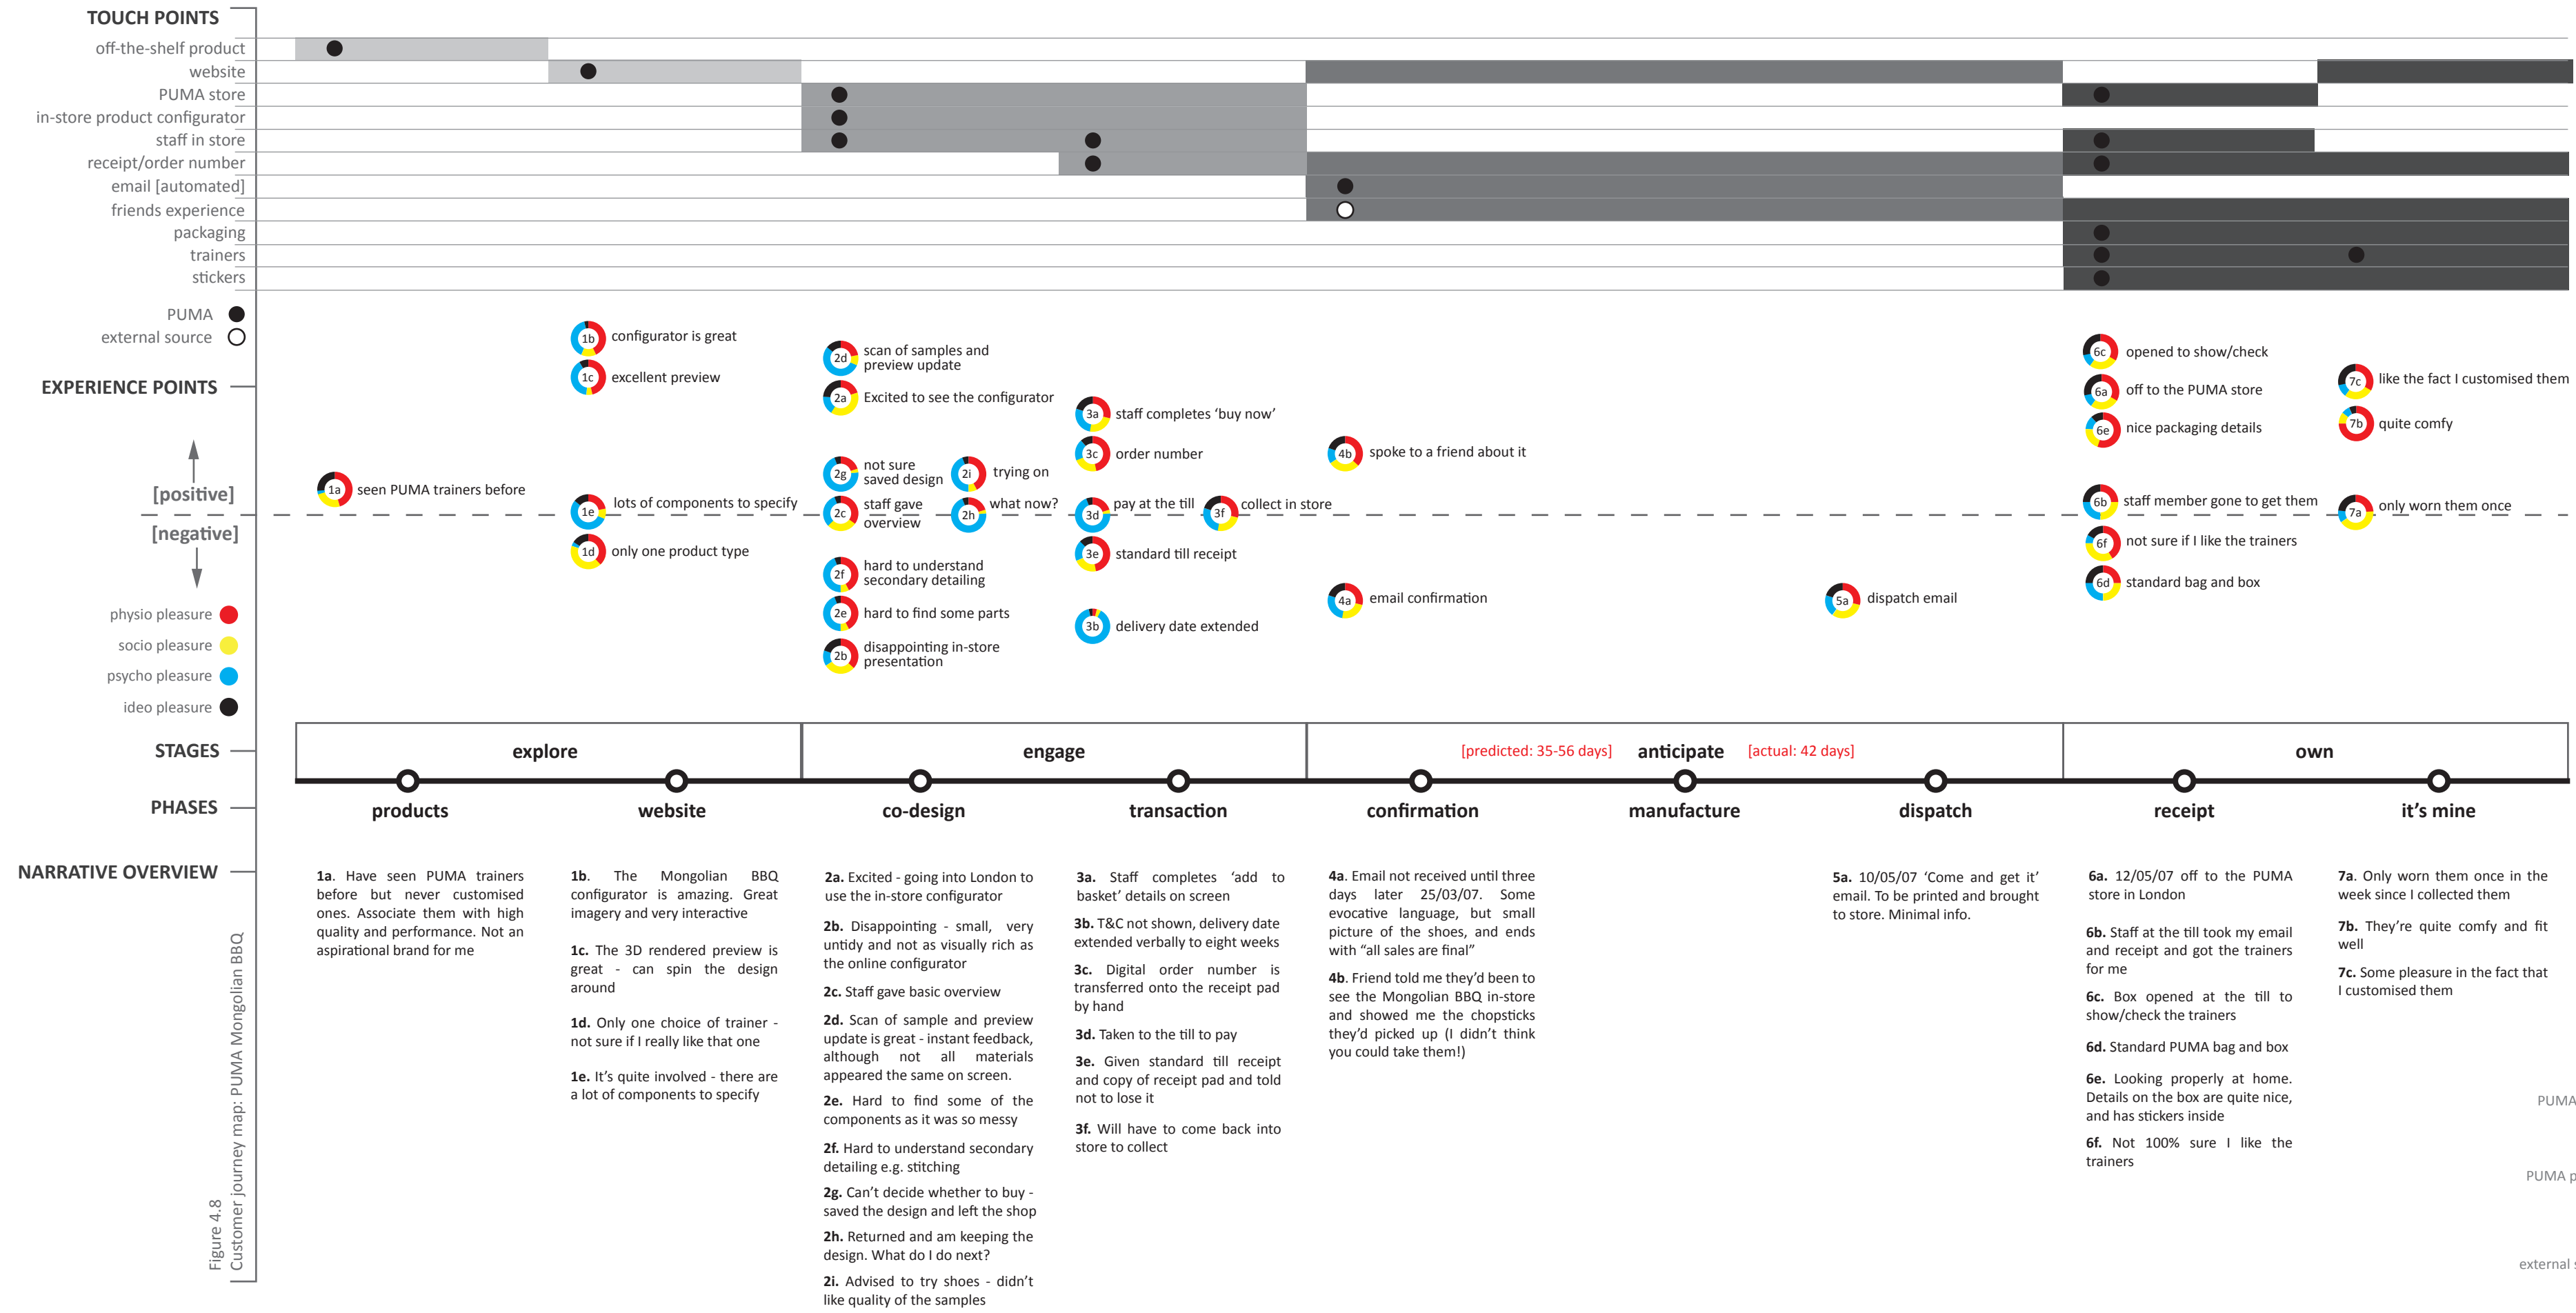 TOUCH POINTS
off-the-shelf product
website
PUMA store
in-store product configurator
staff in store
receipt/order number
email [automated]
friends experience
packaging
trainers
stickers
PUMA
external source
EXPERIENCE POINTS
[positive]
[negative]
physio pleasure
socio pleasure
psycho pleasure
ideo pleasure
1a seen PUMA trainers before
1b configurator is great
1c excellent preview
1e lots of components to specify
1d only one product type
2d scan of samples and
preview update
2a Excited to see the configurator
2g not sure
saved design
2i trying on
2c staff gave
overview
2h what now?
2f hard to understand
secondary detailing
2e hard to find some parts
2b disappointing in-store
presentation
3a staff completes ‘buy now’
3c order number
3d pay at the till
3f collect in store
3e standard till receipt
3b delivery date extended
4b spoke to a friend about it
4a email confirmation
5a dispatch email
6c opened to show/check
6a off to the PUMA store
6e nice packaging details
6b staff member gone to get them
6f not sure if I like the trainers
6d standard bag and box
7c like the fact I customised them
7b quite comfy
7a only worn them once
STAGES
explore
engage
[predicted: 35-56 days] anticipate [actual: 42 days]
own
PHASES
products
website
co-design
transaction
confirmation
manufacture
dispatch
receipt
it’s mine
NARRATIVE OVERVIEW
1a. Have seen PUMA trainers
before but never customised
ones. Associate them with high
quality and performance. Not an
aspirational brand for me
1b. The Mongolian BBQ
configurator is amazing. Great
imagery and very interactive
1c. The 3D rendered preview is
great - can spin the design
around
1d. Only one choice of trainer -
not sure if I really like that one
1e. It’s quite involved - there are
a lot of components to specify
2a. Excited - going into London to
use the in-store configurator
2b. Disappointing - small, very
untidy and not as visually rich as
the online configurator
2c. Staff gave basic overview
2d. Scan of sample and preview
update is great - instant feedback,
although not all materials
appeared the same on screen.
2e. Hard to find some of the
components as it was so messy
2f. Hard to understand secondary
detailing e.g. stitching
2g. Can’t decide whether to buy -
saved the design and left the shop
2h. Returned and am keeping the
design. What do I do next?
2i. Advised to try shoes - didn’t
like quality of the samples
3a. Staff completes ‘add to
basket’ details on screen
3b. T&C not shown, delivery date
extended verbally to eight weeks
3c. Digital order number is
transferred onto the receipt pad
by hand
3d. Taken to the till to pay
3e. Given standard till receipt
and copy of receipt pad and told
not to lose it
3f. Will have to come back into
store to collect
4a. Email not received until three
days later 25/03/07. Some
evocative language, but small
picture of the shoes, and ends
with “all sales are final”
4b. Friend told me they’d been to
see the Mongolian BBQ in-store
and showed me the chopsticks
they’d picked up (I didn’t think
you could take them!)
5a. 10/05/07 ‘Come and get it’
email. To be printed and brought
to store. Minimal info.
6a. 12/05/07 off to the PUMA
store in London
6b. Staff at the till took my email
and receipt and got the trainers
for me
6c. Box opened at the till to
show/check the trainers
6d. Standard PUMA bag and box
6e. Looking properly at home.
Details on the box are quite nice,
and has stickers inside
6f. Not 100% sure I like the
trainers
7a. Only worn them once in the
week since I collected them
7b. They’re quite comfy and fit
well
7c. Some pleasure in the fact that
I customised them
Figure 4.8
Customer journey map: PUMA Mongolian BBQ
PUMA
PUMA p
external s